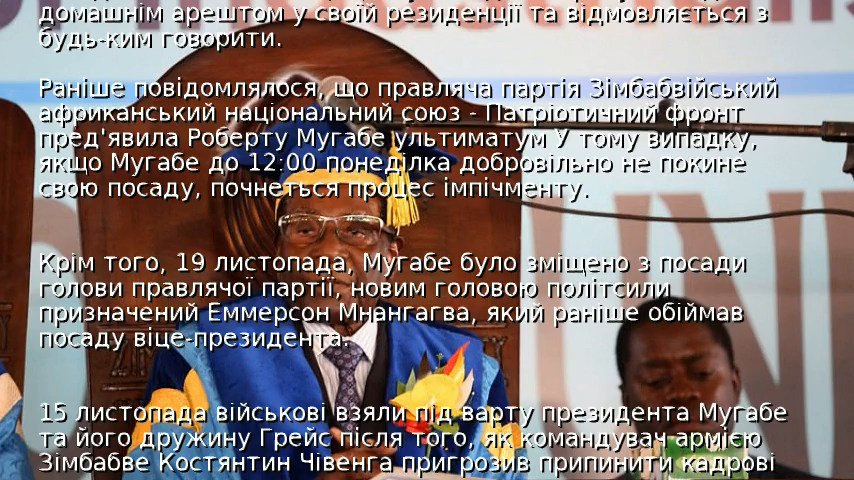 домашнім арештом у своїй резиденції та відмовляється з
будь-ким говорити.
Раніше повідомлялося, що правляча партія Зімбабвійський
африканський національний союз - Патріотичний фронт
пред'явила Роберту Мугабе ультиматум У тому випадку,
якщо Мугабе до 12:00 понеділка добровільно не покине
свою посаду, почнеться процес імпічменту.
Крім того, 19 листопада, Мугабе було зміщено з посади
голови правлячої партії, новим головою політсили
призначений Еммерсон Мнангагва, який раніше обіймав
посаду віце-президента.
15 листопада військові взяли під варту президента Мугабе
та його дружину Грейс після того, як командувач армією
Зімбабве Костянтин Чівенга пригрозив припинити кадрові